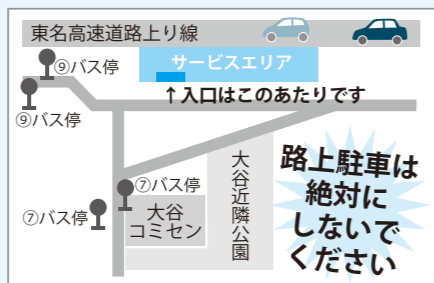 東名高速道路上り線
サービスエリア
⑨バス停
↑入口はこのあたりです
⑨バス停
⑦バス停
⑦バス停
大谷
コミセン
大谷近隣公園
路上駐車は
絶対に
しないで
ください